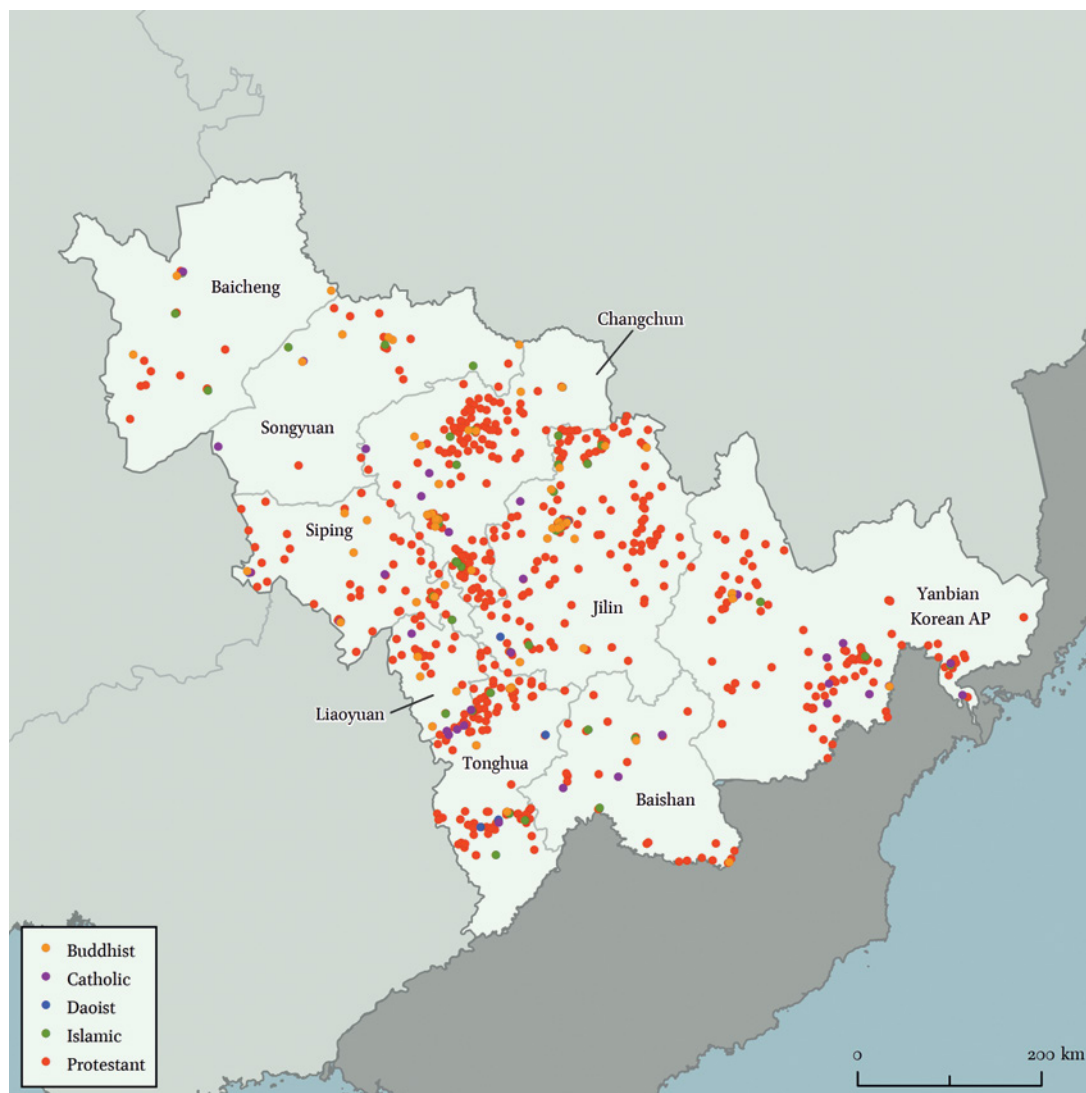 Baicheng
Changchun
Songyuan
Siping
Jilin
Yanbian
Korean AP
Liaoyuan
Tonghua
Baishan
Buddhist
Catholic
Daoist
Islamic
Protestant
0
200 km